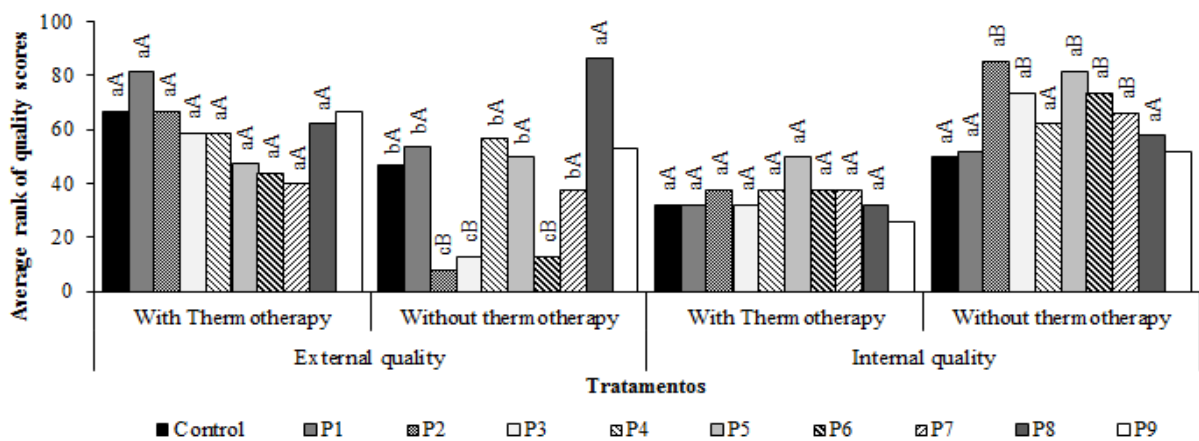 Average rank of quality scores
100
80
60
40
20
0
aA aA aA aA aA aA aA aA aA
bA bA cB cB bA bA cB bA aA
aA aA aA aA aA aA aA aA aA
aA aA aB aB aA aB aB aB aA
With Thermotherapy Without thermotherapy With Thermotherapy Without thermotherapy
External quality Internal quality
Tratamentos
Control P1 P2 P3 P4 P5 P6 P7 P8 P9